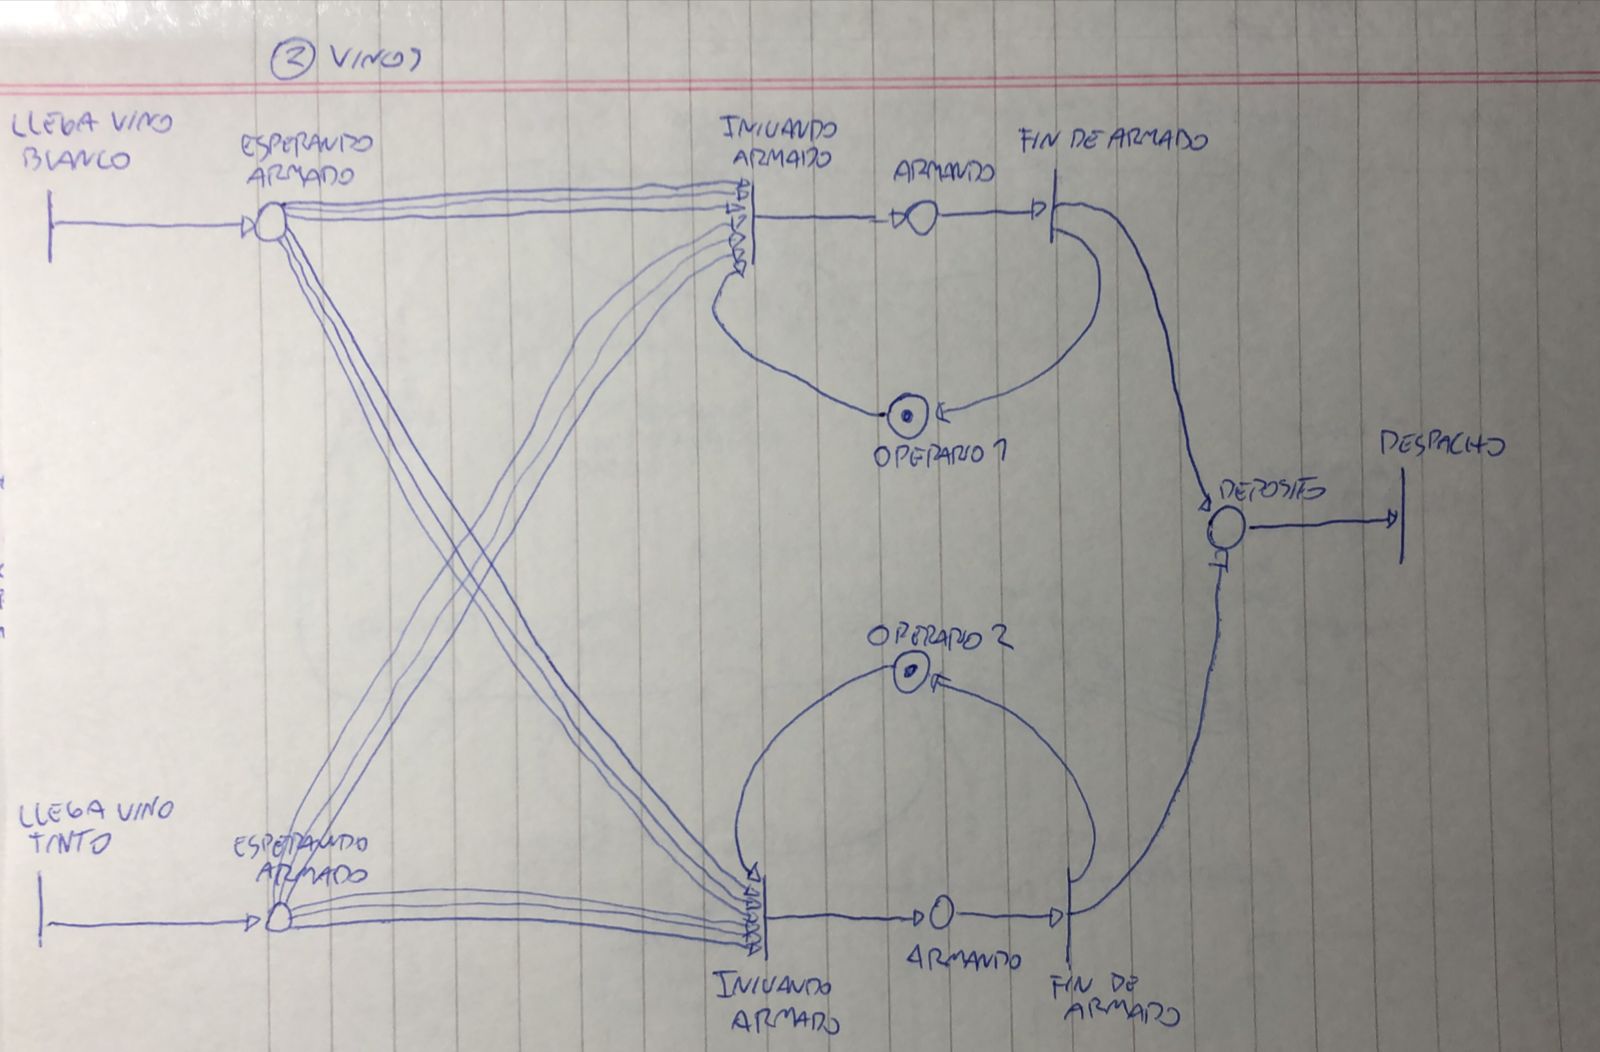 ② VINOS
LLEGA VINO
BLANCO
ESPERANDO
ARMADO
INICIANDO
ARMADO
ARMANDO
FIN DE ARMADO
OPERARIO 1
DESPACHO
DEPOSITO
OPERARIO 2
LLEGA VINO
TINTO
ESPERANDO
ARMADO
ARMANDO
INICIANDO
ARMADO
FIN DE
ARMADO